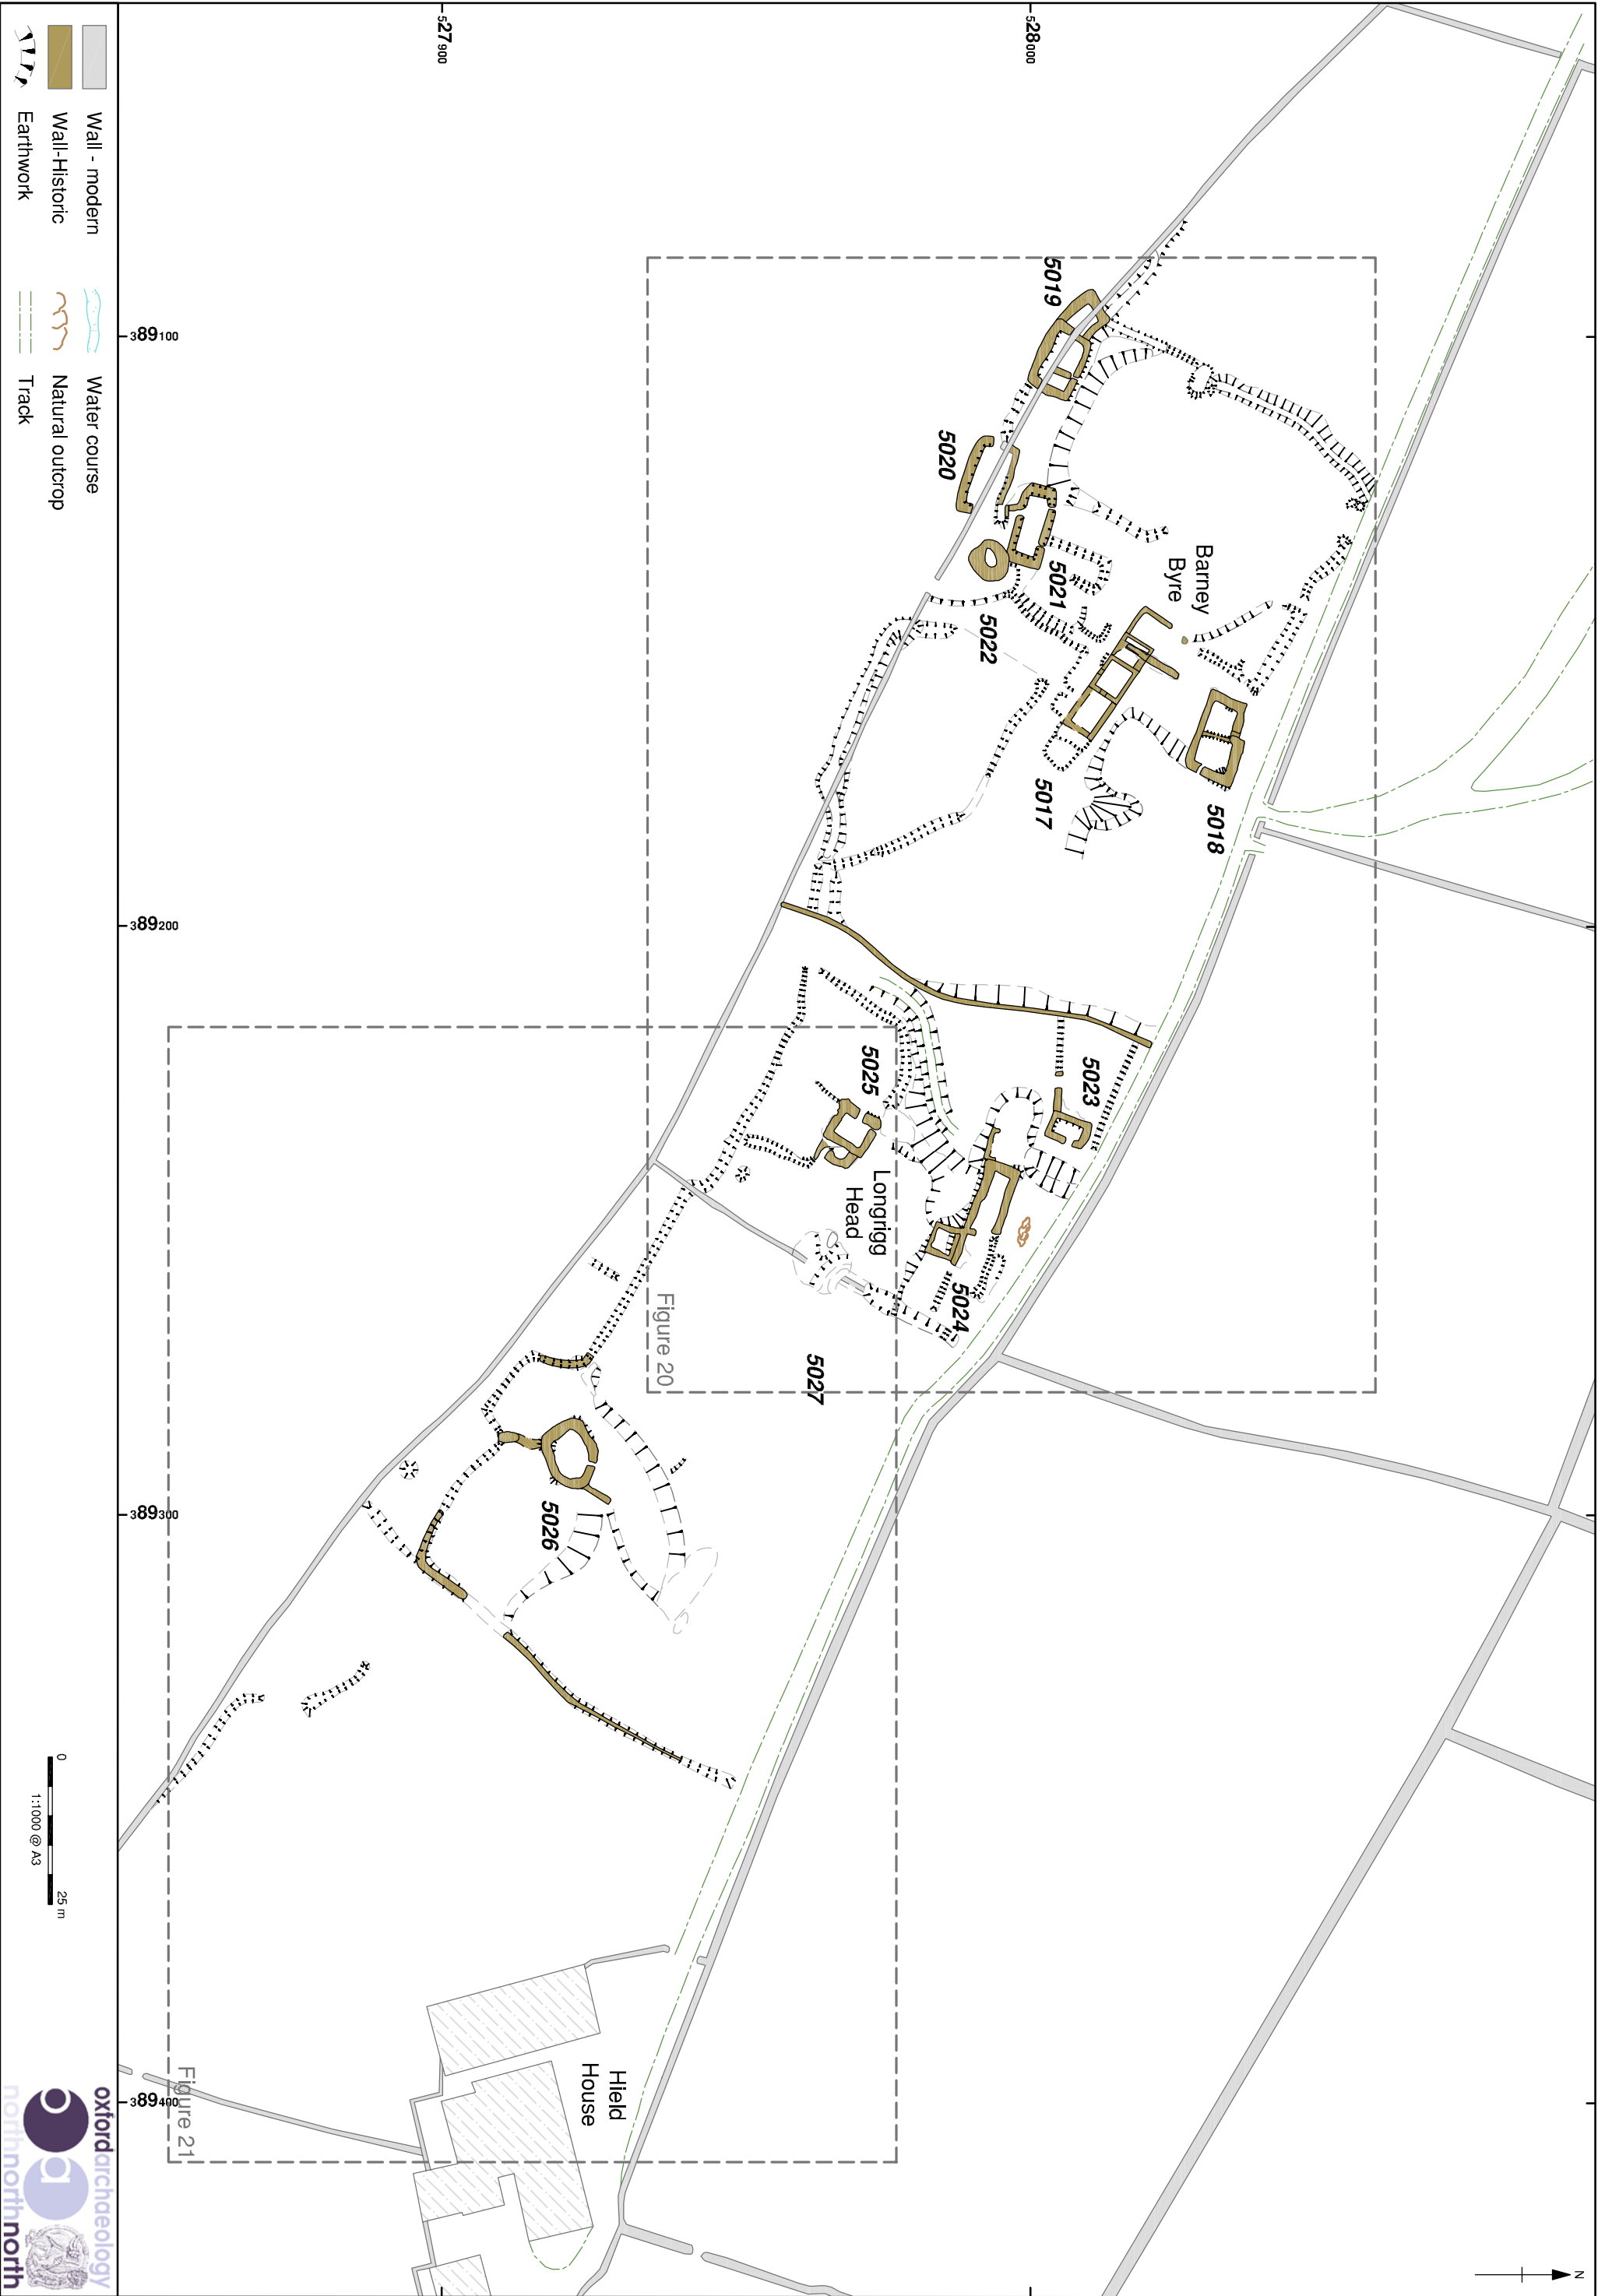 5019
5020
5021
5022
Barney
Byre
5017
5018
5023
5025
Longrigg
Head
5024
5027
5026
Figure 20
Figure 21
Hield
House
N
527900
528000
389100
389200
389300
389400
Wall - modern
Wall-Historic
Earthwork
Water course
Natural outcrop
Track
0
25 m
1:1000 @ A3
oxfordarchaeology
northnorthnorth